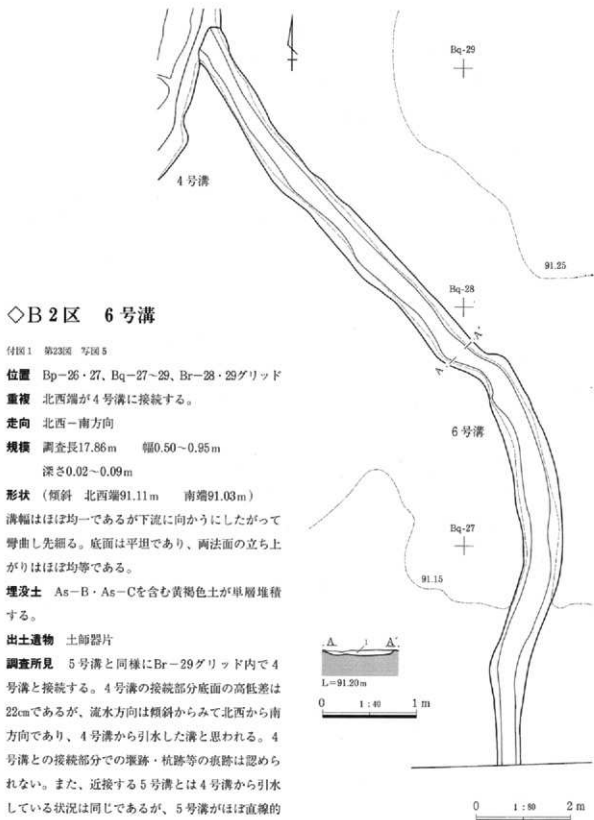 ◇B2区　6号溝
付図1　第23図　写図5
位置　Bp-26・27、Bq-27~29、Br-28・29グリッド
重複　北西端が4号溝に接続する。
走向　北西－南方向
規模　調査長17.86m　幅0.50~0.95m
深さ0.02~0.09m
形状　（傾斜　北西端91.11m　南端91.03m）
溝幅はほぼ均一であるが下流に向かうにしたがって
彎曲し先細る。底面は平坦であり、両法面の立ち上
がりはほぼ均等である。
埋没土　As-B・As-Cを含む黄褐色土が単層堆積
する。
出土遺物　土師器片
調査所見　5号溝と同様にBr-29グリッド内で4
号溝と接続する。4号溝の接続部分底面の高低差は
22cmであるが、流水方向は傾斜からみて北西から南
方向であり、4号溝から引水した溝と思われる。4
号溝との接続部分での堰跡・杭跡等の痕跡は認めら
れない。また、近接する5号溝とは4号溝から引水
している状況は同じであるが、5号溝がほぼ直線的
4号溝
Bq-29
91.25
Bq-28
A A'
6号溝
Bq-27
91.15
A 1 A'
L=91.20m
0 1:40 1m
0 1:80 2m